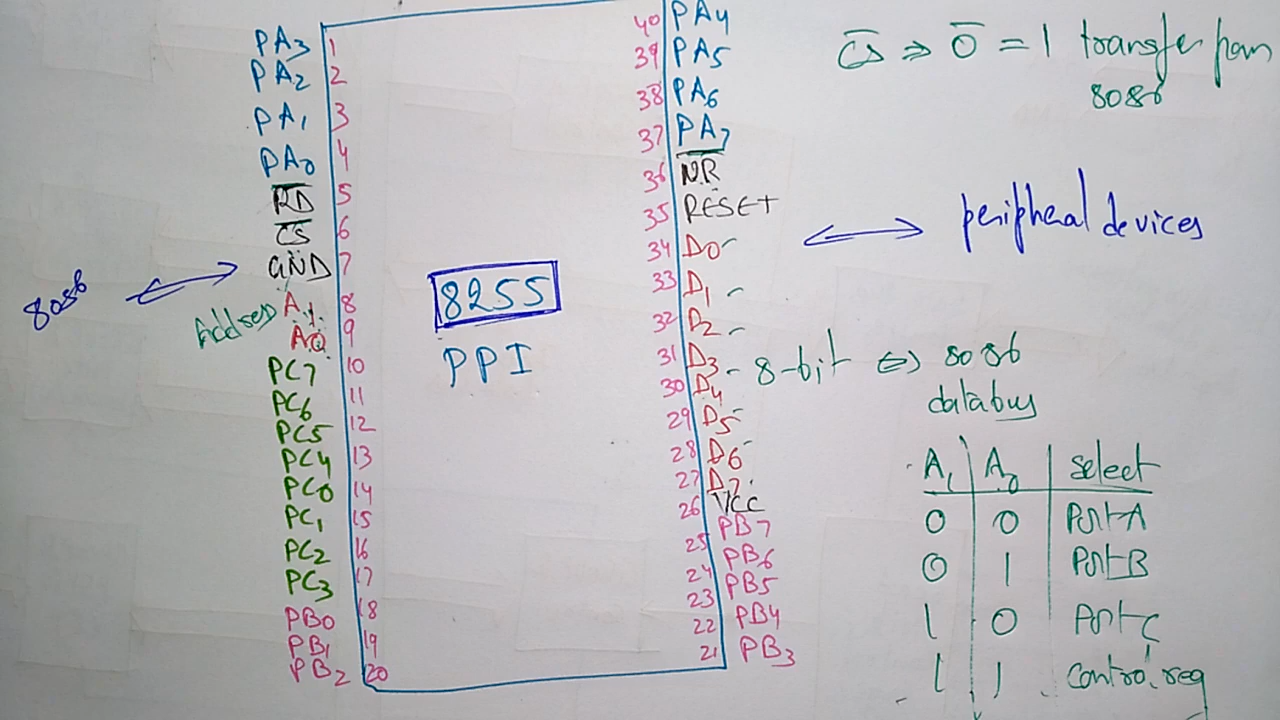 PA3 1
PA2 2
PA1 3
PA0 4
RD 5
CS 6
GND 7
Address A1 8
A0 9
PC7 10
PC6 11
PC5 12
PC4 13
PC0 14
PC1 15
PC2 16
PC3 17
PB0 18
PB1 19
PB2 20
8086
8255
PPI
40 PA4
39 PA5
38 PA6
37 PA7
36 WR
35 RESET
34 D0
33 D1
32 D2
31 D3
30 D4
29 D5
28 D6
27 D7
26 VCC
25 PB7
24 PB6
23 PB5
22 PB4
21 PB3
C̅S̅ ⇒ 0̅ = 1 transfer from
8086
peripheral devices
8-bit ⇔ 8086
databus
A1 A0 select
0 0 Port-A
0 1 Port-B
1 0 Port-C
1 1 control reg